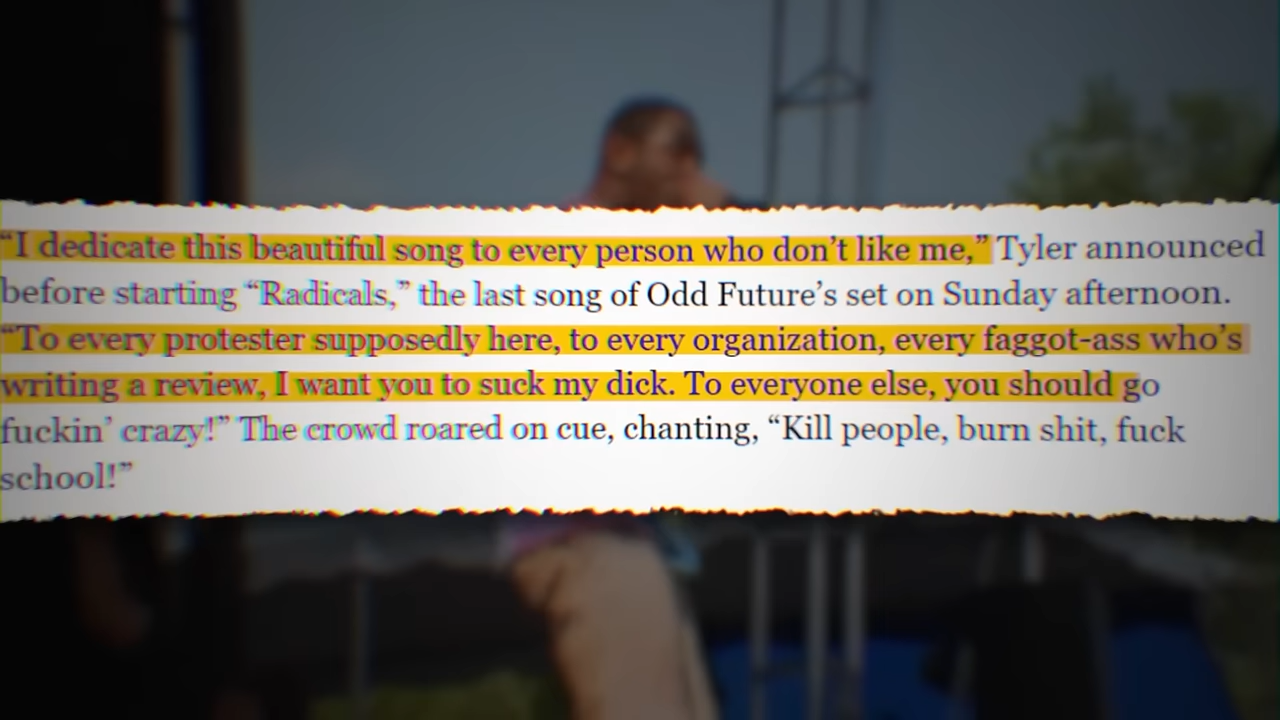 “I dedicate this beautiful song to every person who don’t like me,” Tyler announced
before starting “Radicals,” the last song of Odd Future’s set on Sunday afternoon.
“To every protester supposedly here, to every organization, every faggot-ass who’s
writing a review, I want you to suck my dick. To everyone else, you should go
fuckin’ crazy!” The crowd roared on cue, chanting, “Kill people, burn shit, fuck
school!”